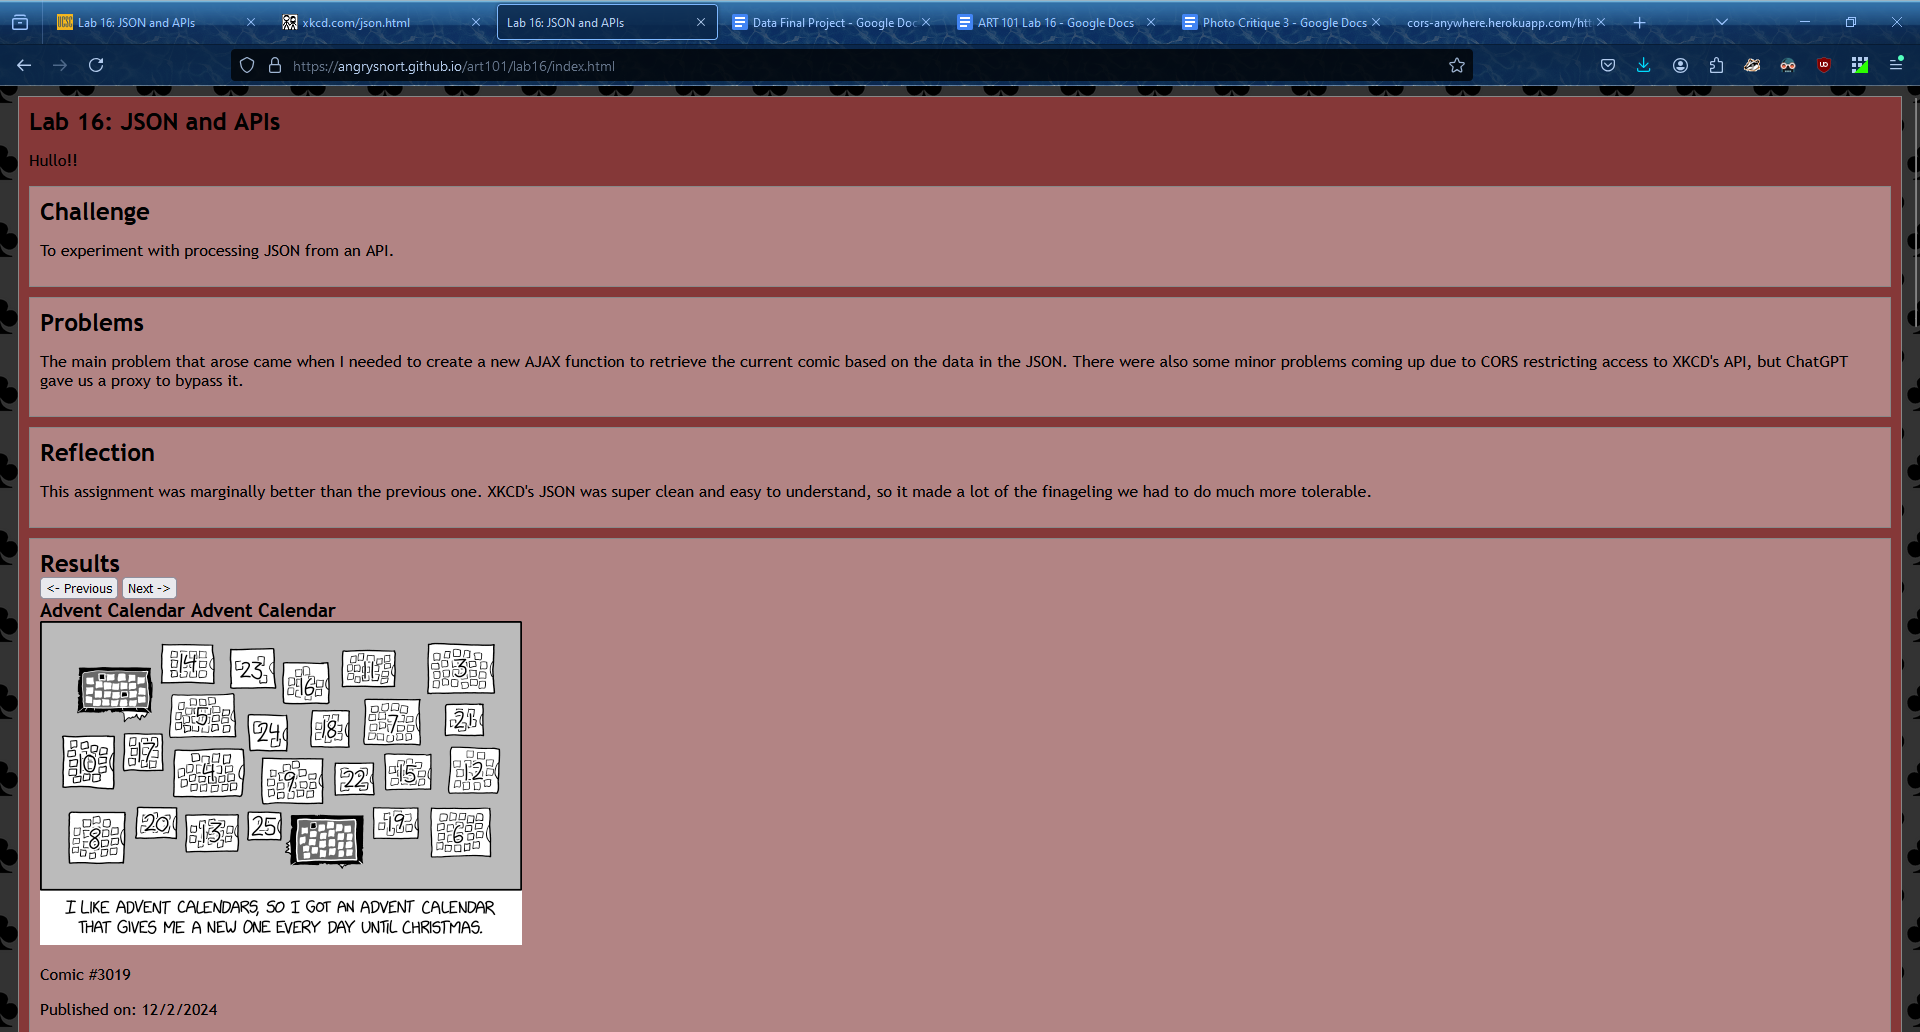 Lab 16: JSON and APIs
xkcd.com/json.html
Lab 16: JSON and APIs
Data Final Project - Google Doc
ART 101 Lab 16 - Google Docs
Photo Critique 3 - Google Docs
cors-anywhere.herokuapp.com/htt
https://angrysnort.github.io/art101/lab16/index.html
Lab 16: JSON and APIs
Hullo!!
Challenge
To experiment with processing JSON from an API.
Problems
The main problem that arose came when I needed to create a new AJAX function to retrieve the current comic based on the data in the JSON. There were also some minor problems coming up due to CORS restricting access to XKCD's API, but ChatGPT
gave us a proxy to bypass it.
Reflection
This assignment was marginally better than the previous one. XKCD's JSON was super clean and easy to understand, so it made a lot of the finageling we had to do much more tolerable.
Results
<- Previous Next ->
Advent Calendar Advent Calendar
14 23 16 11 3
5 24 18 7 21
10 17 4 9 22 15 12
8 20 13 25 19 6
I LIKE ADVENT CALENDARS, SO I GOT AN ADVENT CALENDAR
THAT GIVES ME A NEW ONE EVERY DAY UNTIL CHRISTMAS.
Comic #3019
Published on: 12/2/2024